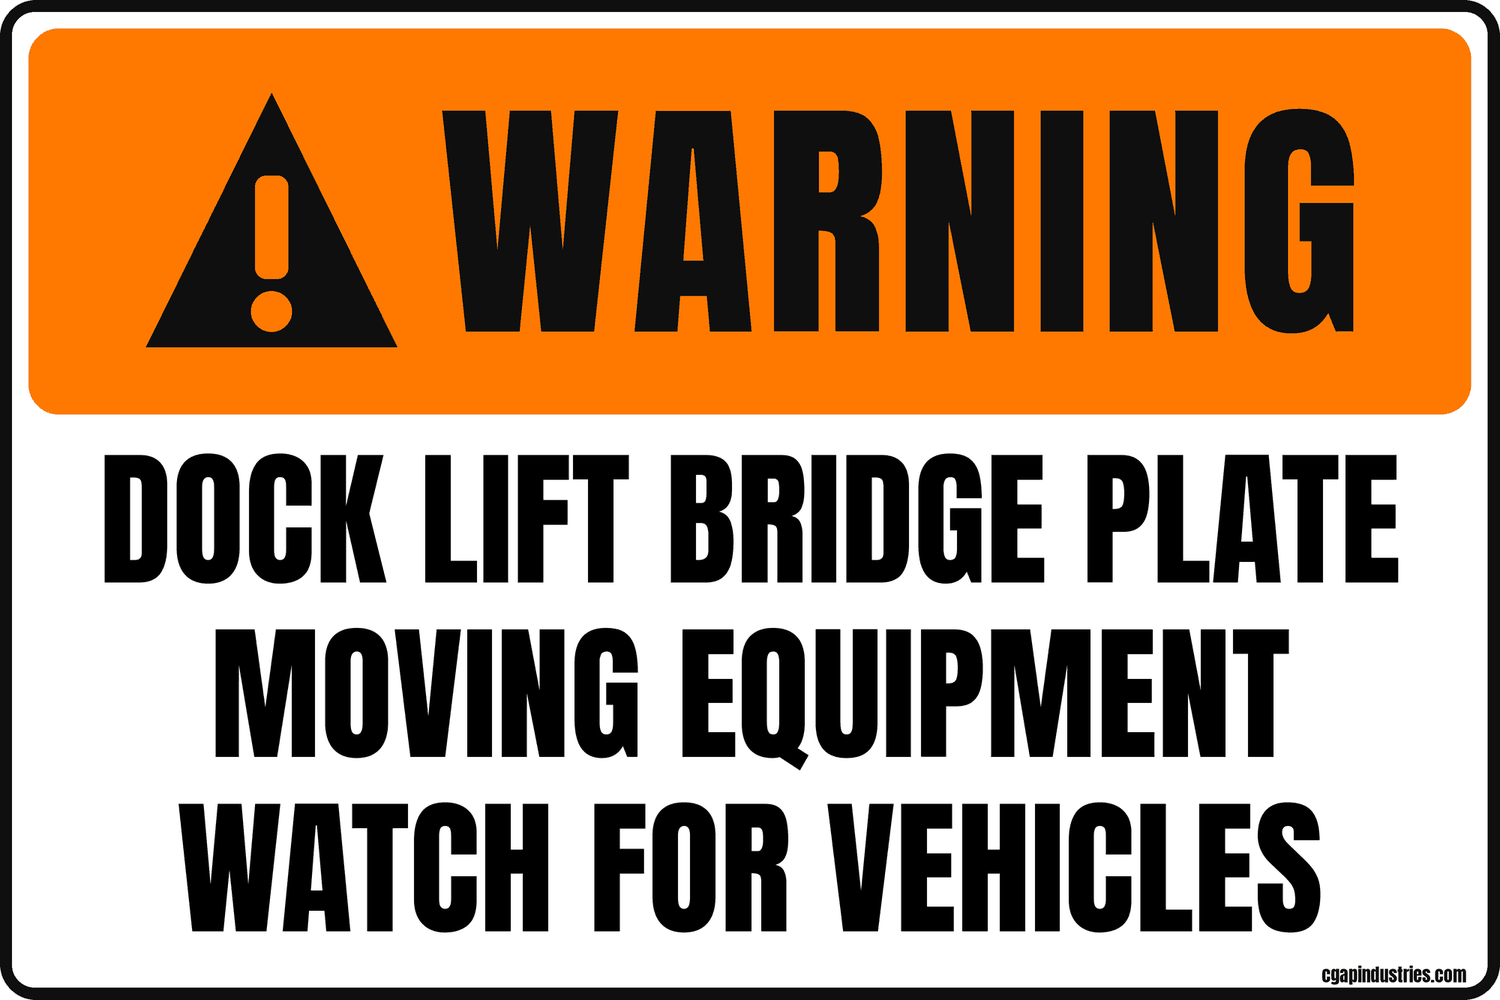 WARNING
DOCK LIFT BRIDGE PLATE
MOVING EQUIPMENT
WATCH FOR VEHICLES
cgapindustries.com